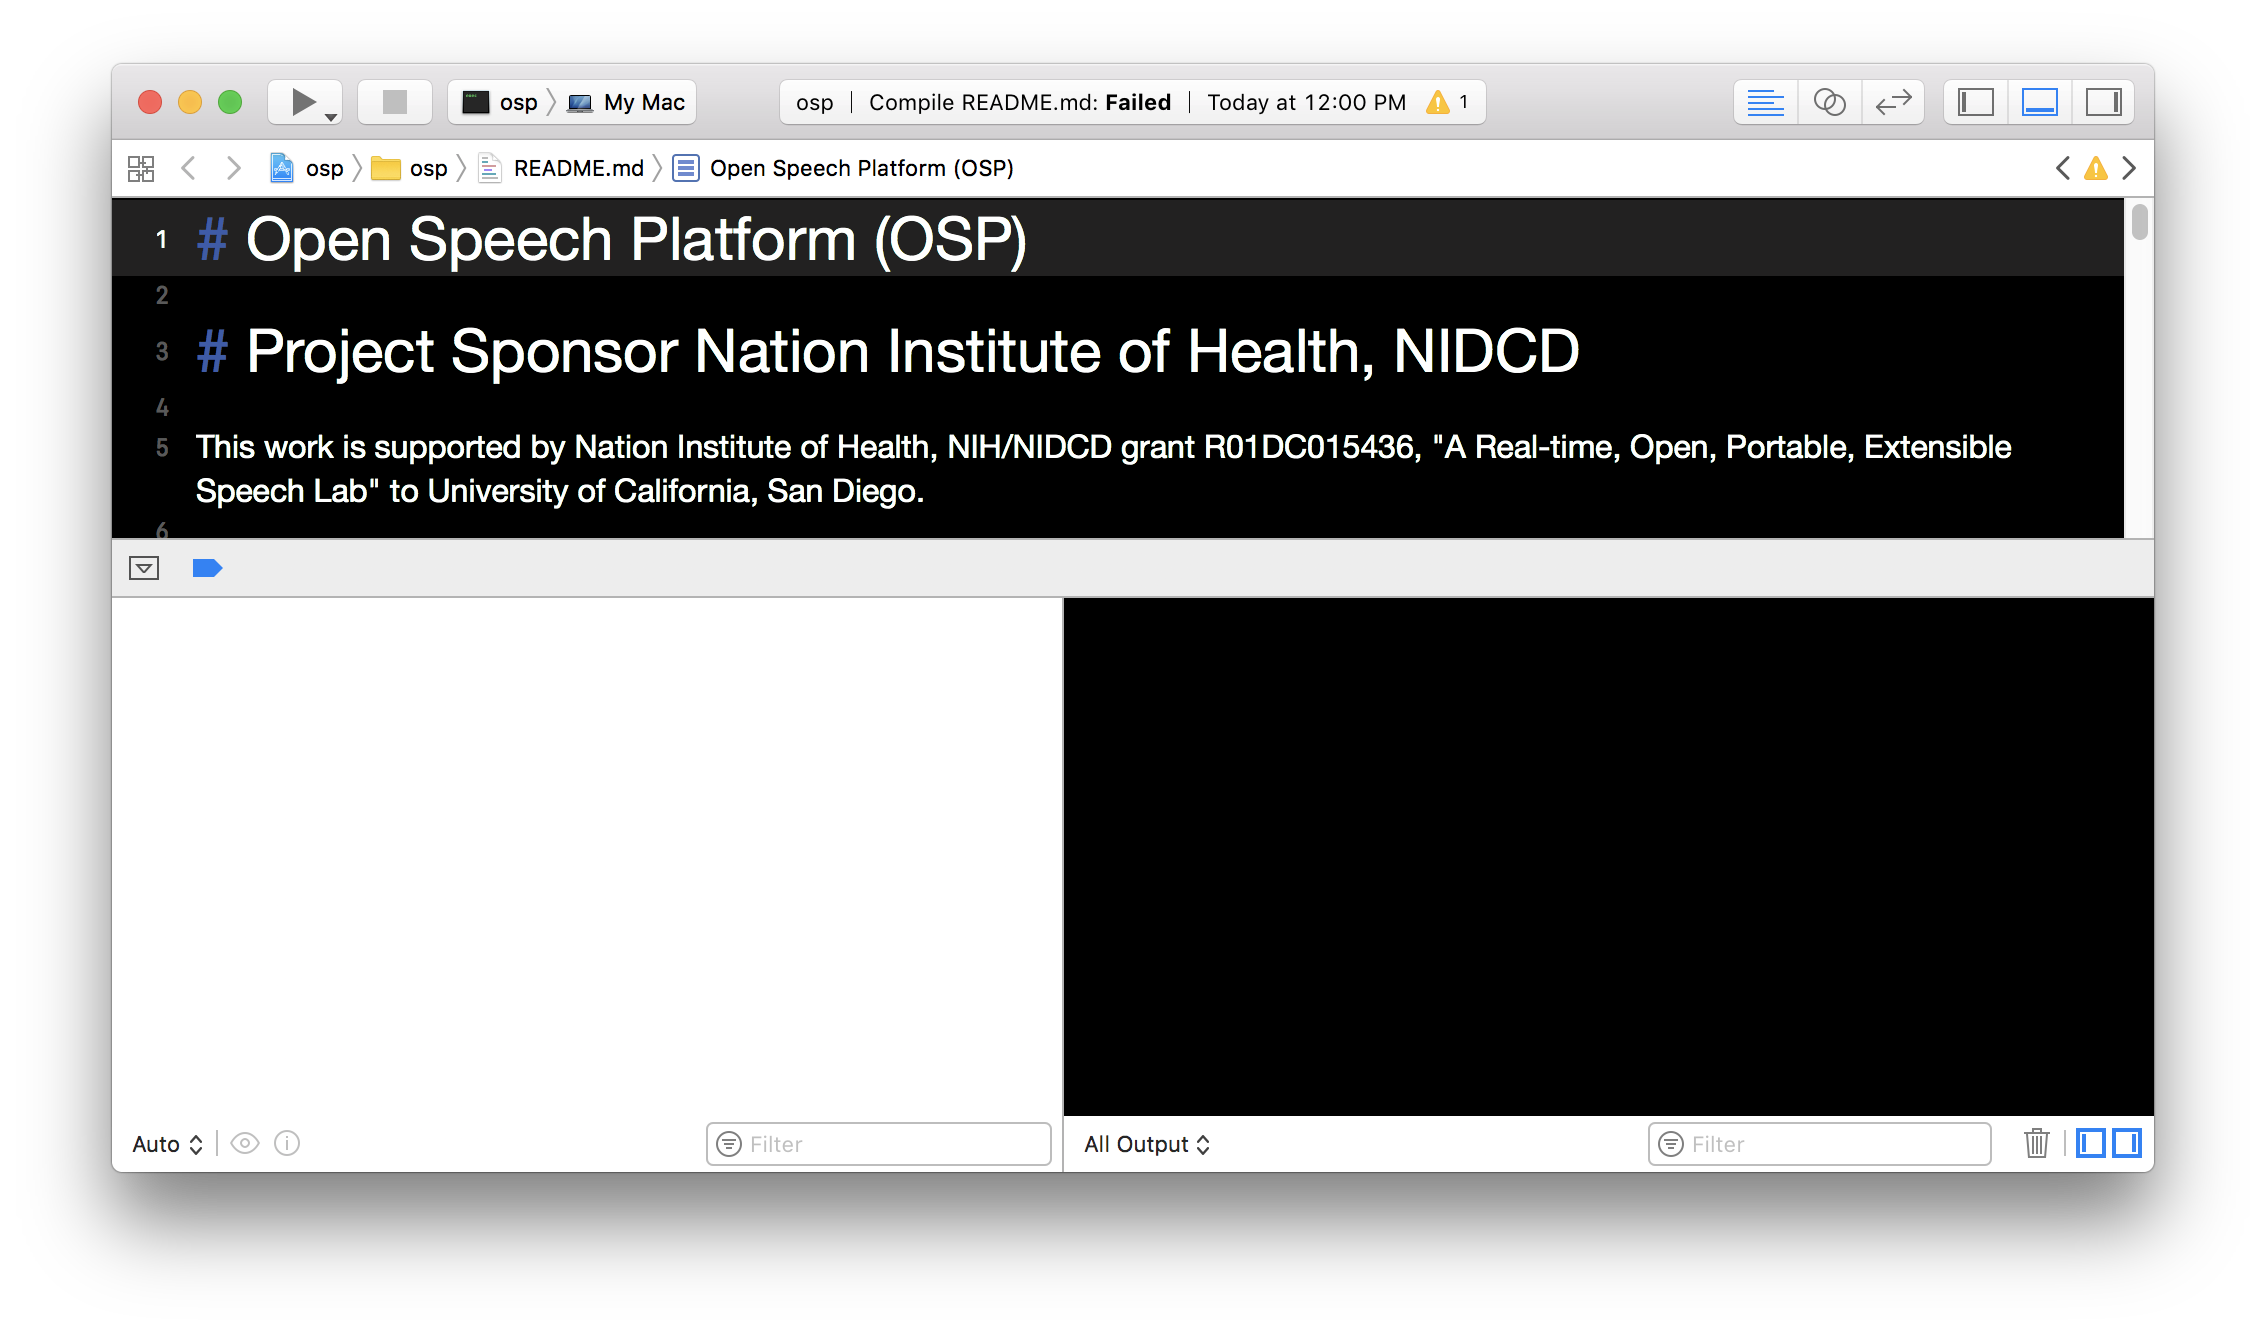 osp My Mac osp Compile README.md: Failed Today at 12:00 PM 1
osp osp README.md Open Speech Platform (OSP)
1 # Open Speech Platform (OSP)
2
3 # Project Sponsor Nation Institute of Health, NIDCD
4
5 This work is supported by Nation Institute of Health, NIH/NIDCD grant R01DC015436, "A Real-time, Open, Portable, Extensible
Speech Lab" to University of California, San Diego.
6
Auto Filter All Output Filter